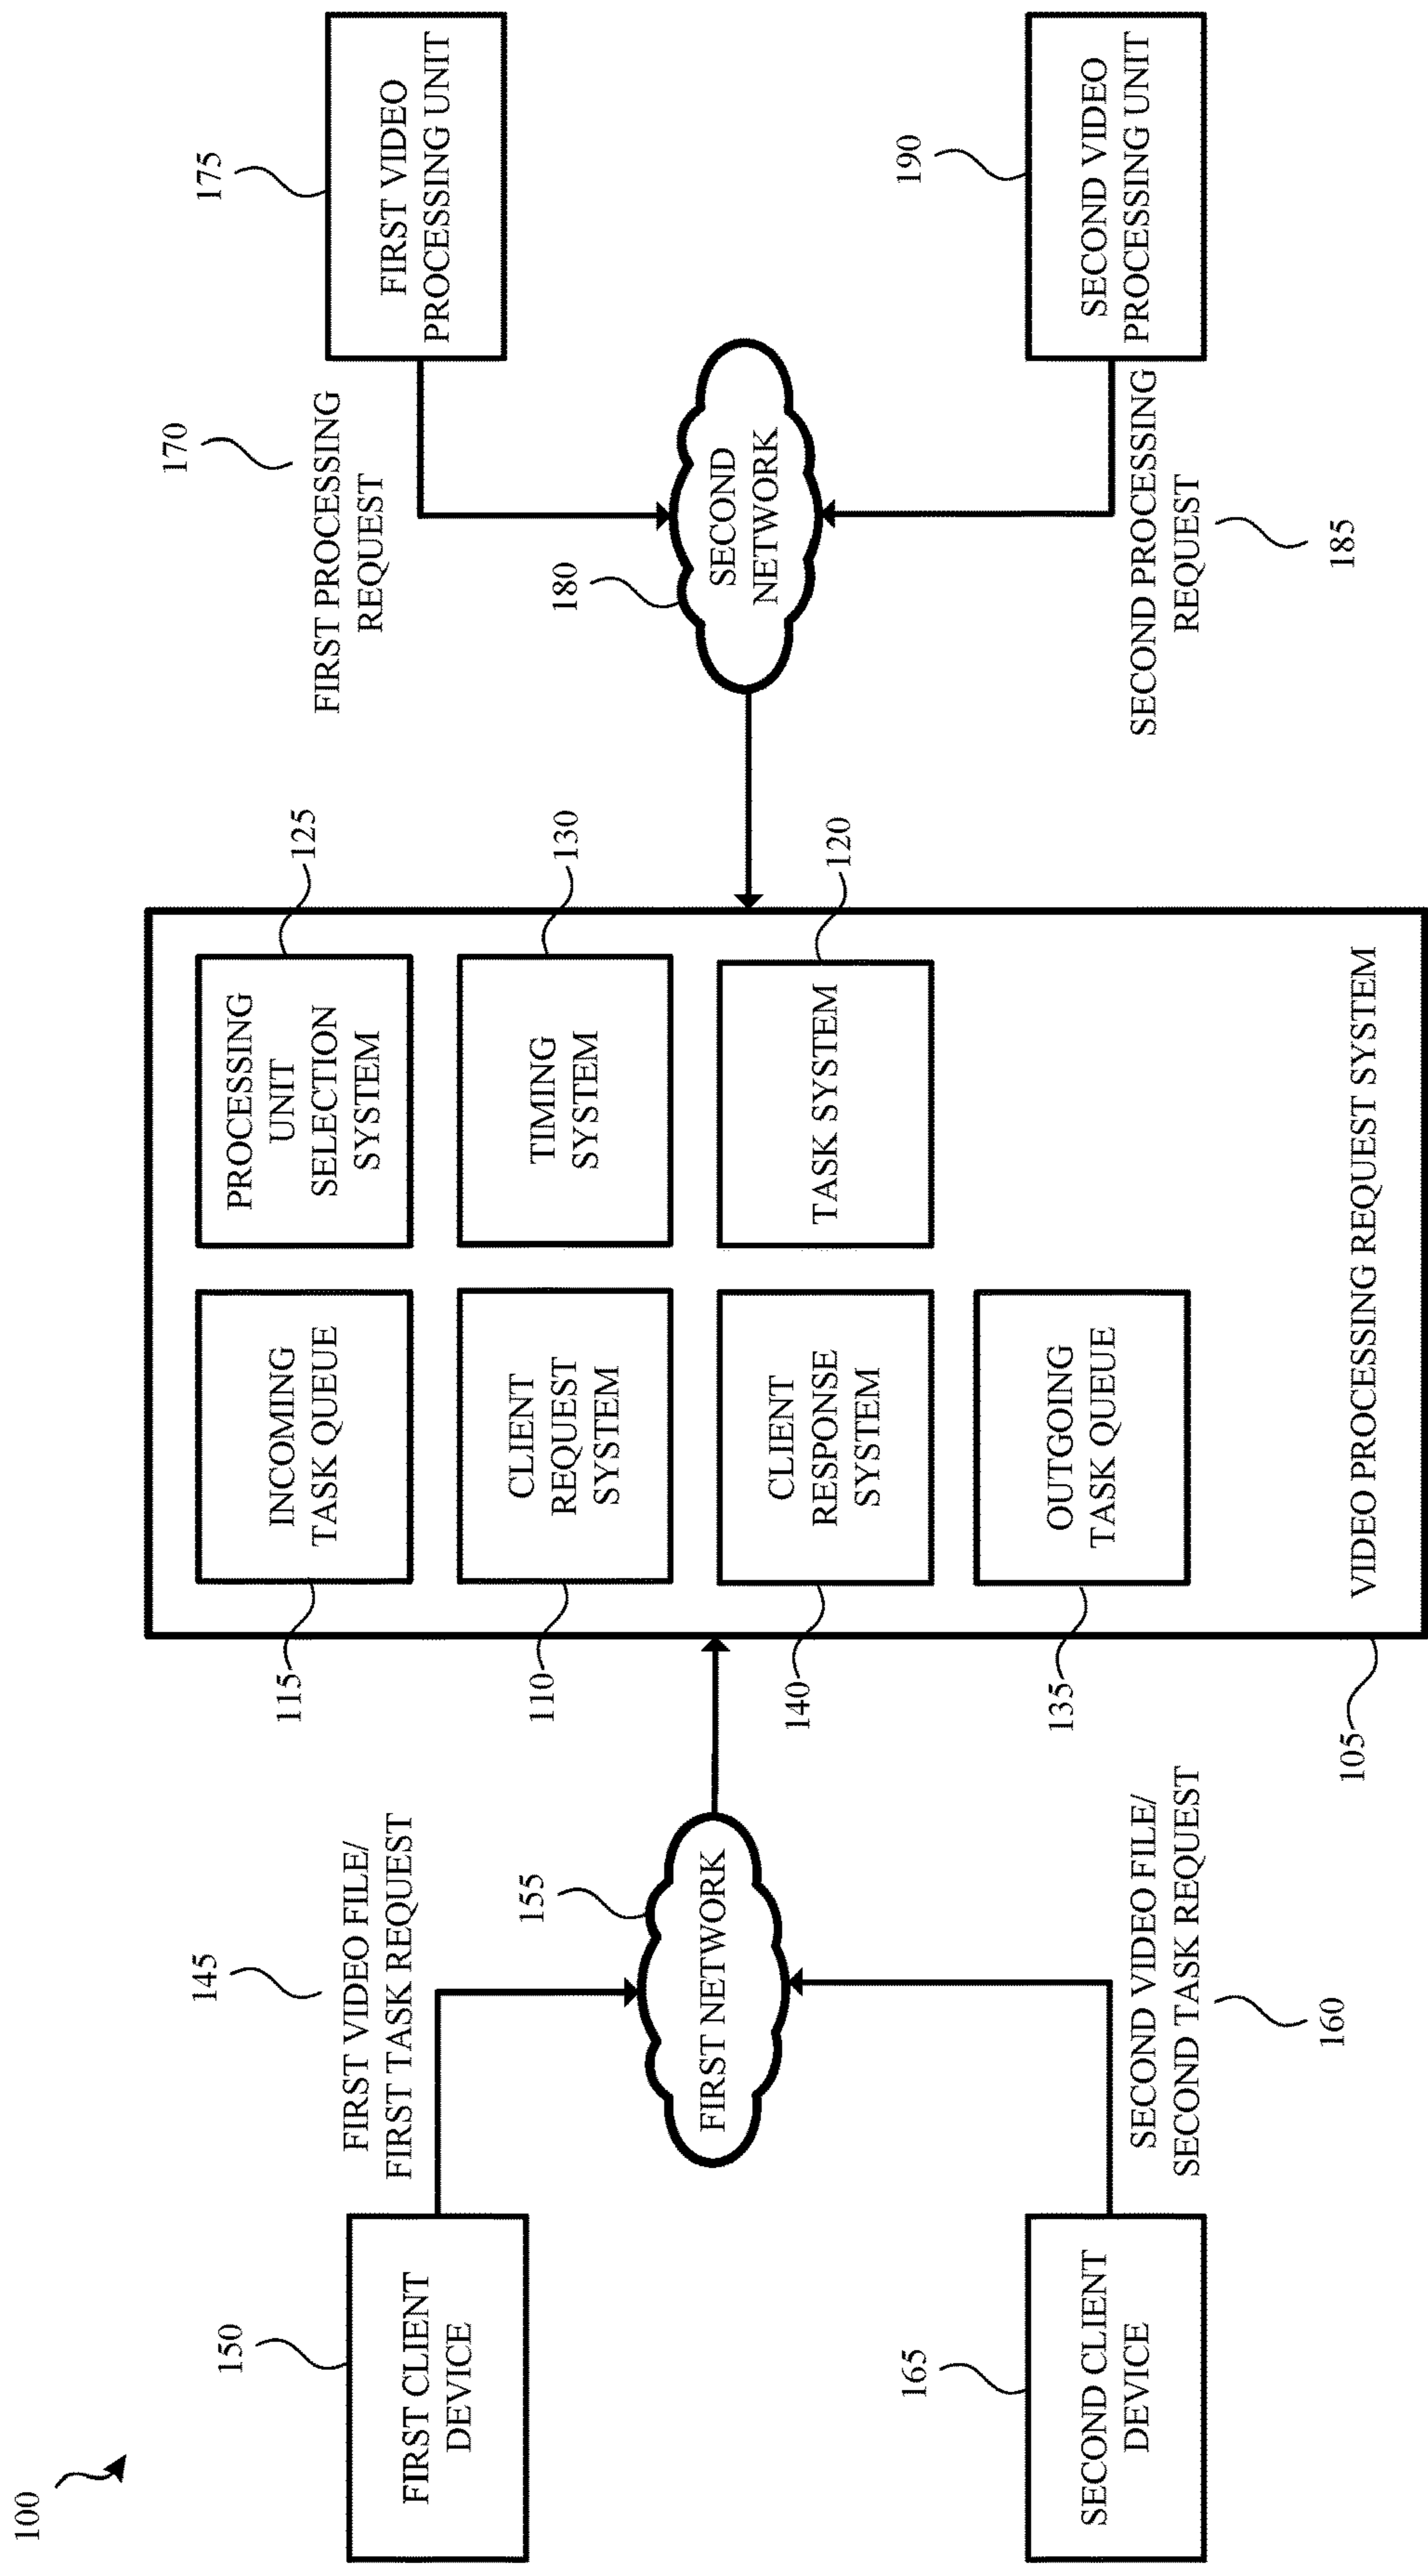 100
150
FIRST CLIENT
DEVICE
165
SECOND CLIENT
DEVICE
145
FIRST VIDEO FILE/
FIRST TASK REQUEST
155
FIRST NETWORK
SECOND VIDEO FILE/
SECOND TASK REQUEST
160
115
INCOMING
TASK QUEUE
110
CLIENT
REQUEST
SYSTEM
140
CLIENT
RESPONSE
SYSTEM
135
OUTGOING
TASK QUEUE
PROCESSING
UNIT
SELECTION
SYSTEM
125
TIMING
SYSTEM
130
TASK SYSTEM
120
VIDEO PROCESSING REQUEST SYSTEM
105
170
FIRST PROCESSING
REQUEST
180
SECOND
NETWORK
SECOND PROCESSING
REQUEST
185
175
FIRST VIDEO
PROCESSING UNIT
190
SECOND VIDEO
PROCESSING UNIT